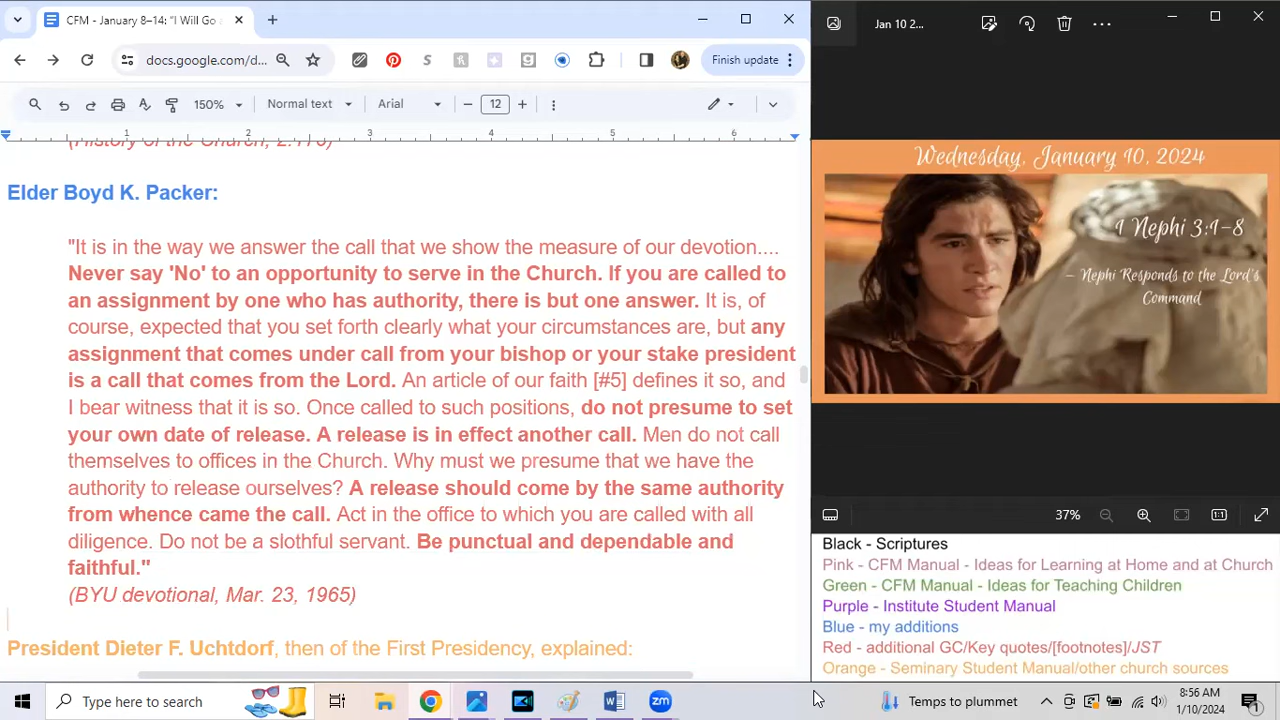 CFM - January 8–14: “I Will Go a
Jan 10 2...
docs.google.com/d...
Finish update
150%
Normal text
Arial
12
1 2 3 4 5 6
Elder Boyd K. Packer:
"It is in the way we answer the call that we show the measure of our devotion....
Never say 'No' to an opportunity to serve in the Church. If you are called to
an assignment by one who has authority, there is but one answer. It is, of
course, expected that you set forth clearly what your circumstances are, but any
assignment that comes under call from your bishop or your stake president
is a call that comes from the Lord. An article of our faith [#5] defines it so, and
I bear witness that it is so. Once called to such positions, do not presume to set
your own date of release. A release is in effect another call. Men do not call
themselves to offices in the Church. Why must we presume that we have the
authority to release ourselves? A release should come by the same authority
from whence came the call. Act in the office to which you are called with all
diligence. Do not be a slothful servant. Be punctual and dependable and
faithful."
(BYU devotional, Mar. 23, 1965)
President Dieter F. Uchtdorf, then of the First Presidency, explained:
Wednesday, January 10, 2024
1 Nephi 3:1-8
– Nephi Responds to the Lord's
Command
37%
1:1
Black - Scriptures
Pink - CFM Manual - Ideas for Learning at Home and at Church
Green - CFM Manual - Ideas for Teaching Children
Purple - Institute Student Manual
Blue - my additions
Red - additional GC/Key quotes/[footnotes]/JST
Orange - Seminary Student Manual/other church sources
Type here to search
Temps to plummet
8:56 AM
1/10/2024
1